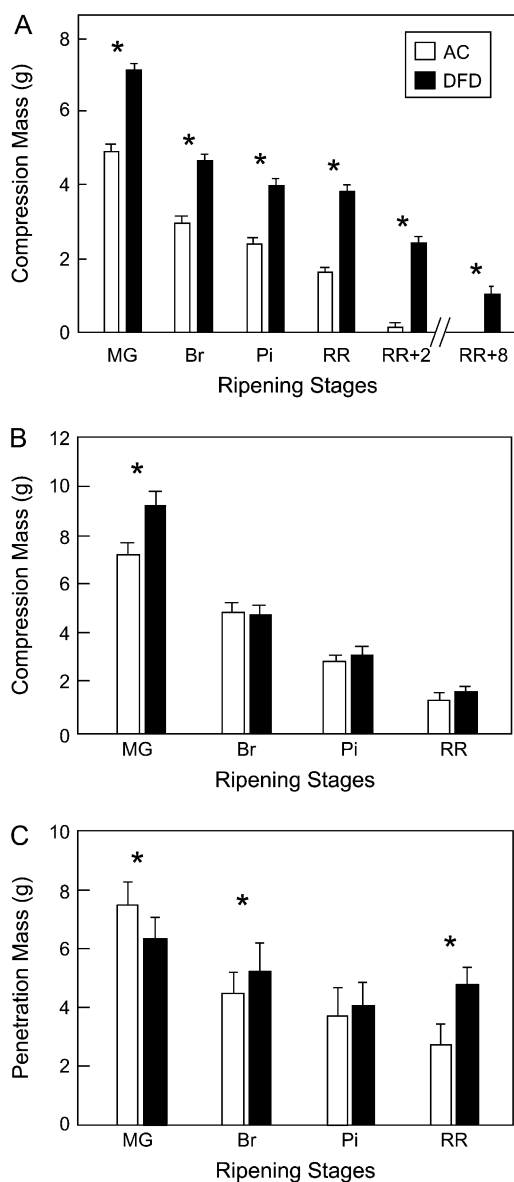 A
Compression Mass (g)
8
6
4
2
0
*
*
*
*
*
*
AC
DFD
MG Br Pi RR RR+2 RR+8
Ripening Stages
B
Compression Mass (g)
12
10
8
6
4
2
0
*
MG Br Pi RR
Ripening Stages
C
Penetration Mass (g)
10
8
6
4
2
0
*
*
*
MG Br Pi RR
Ripening Stages